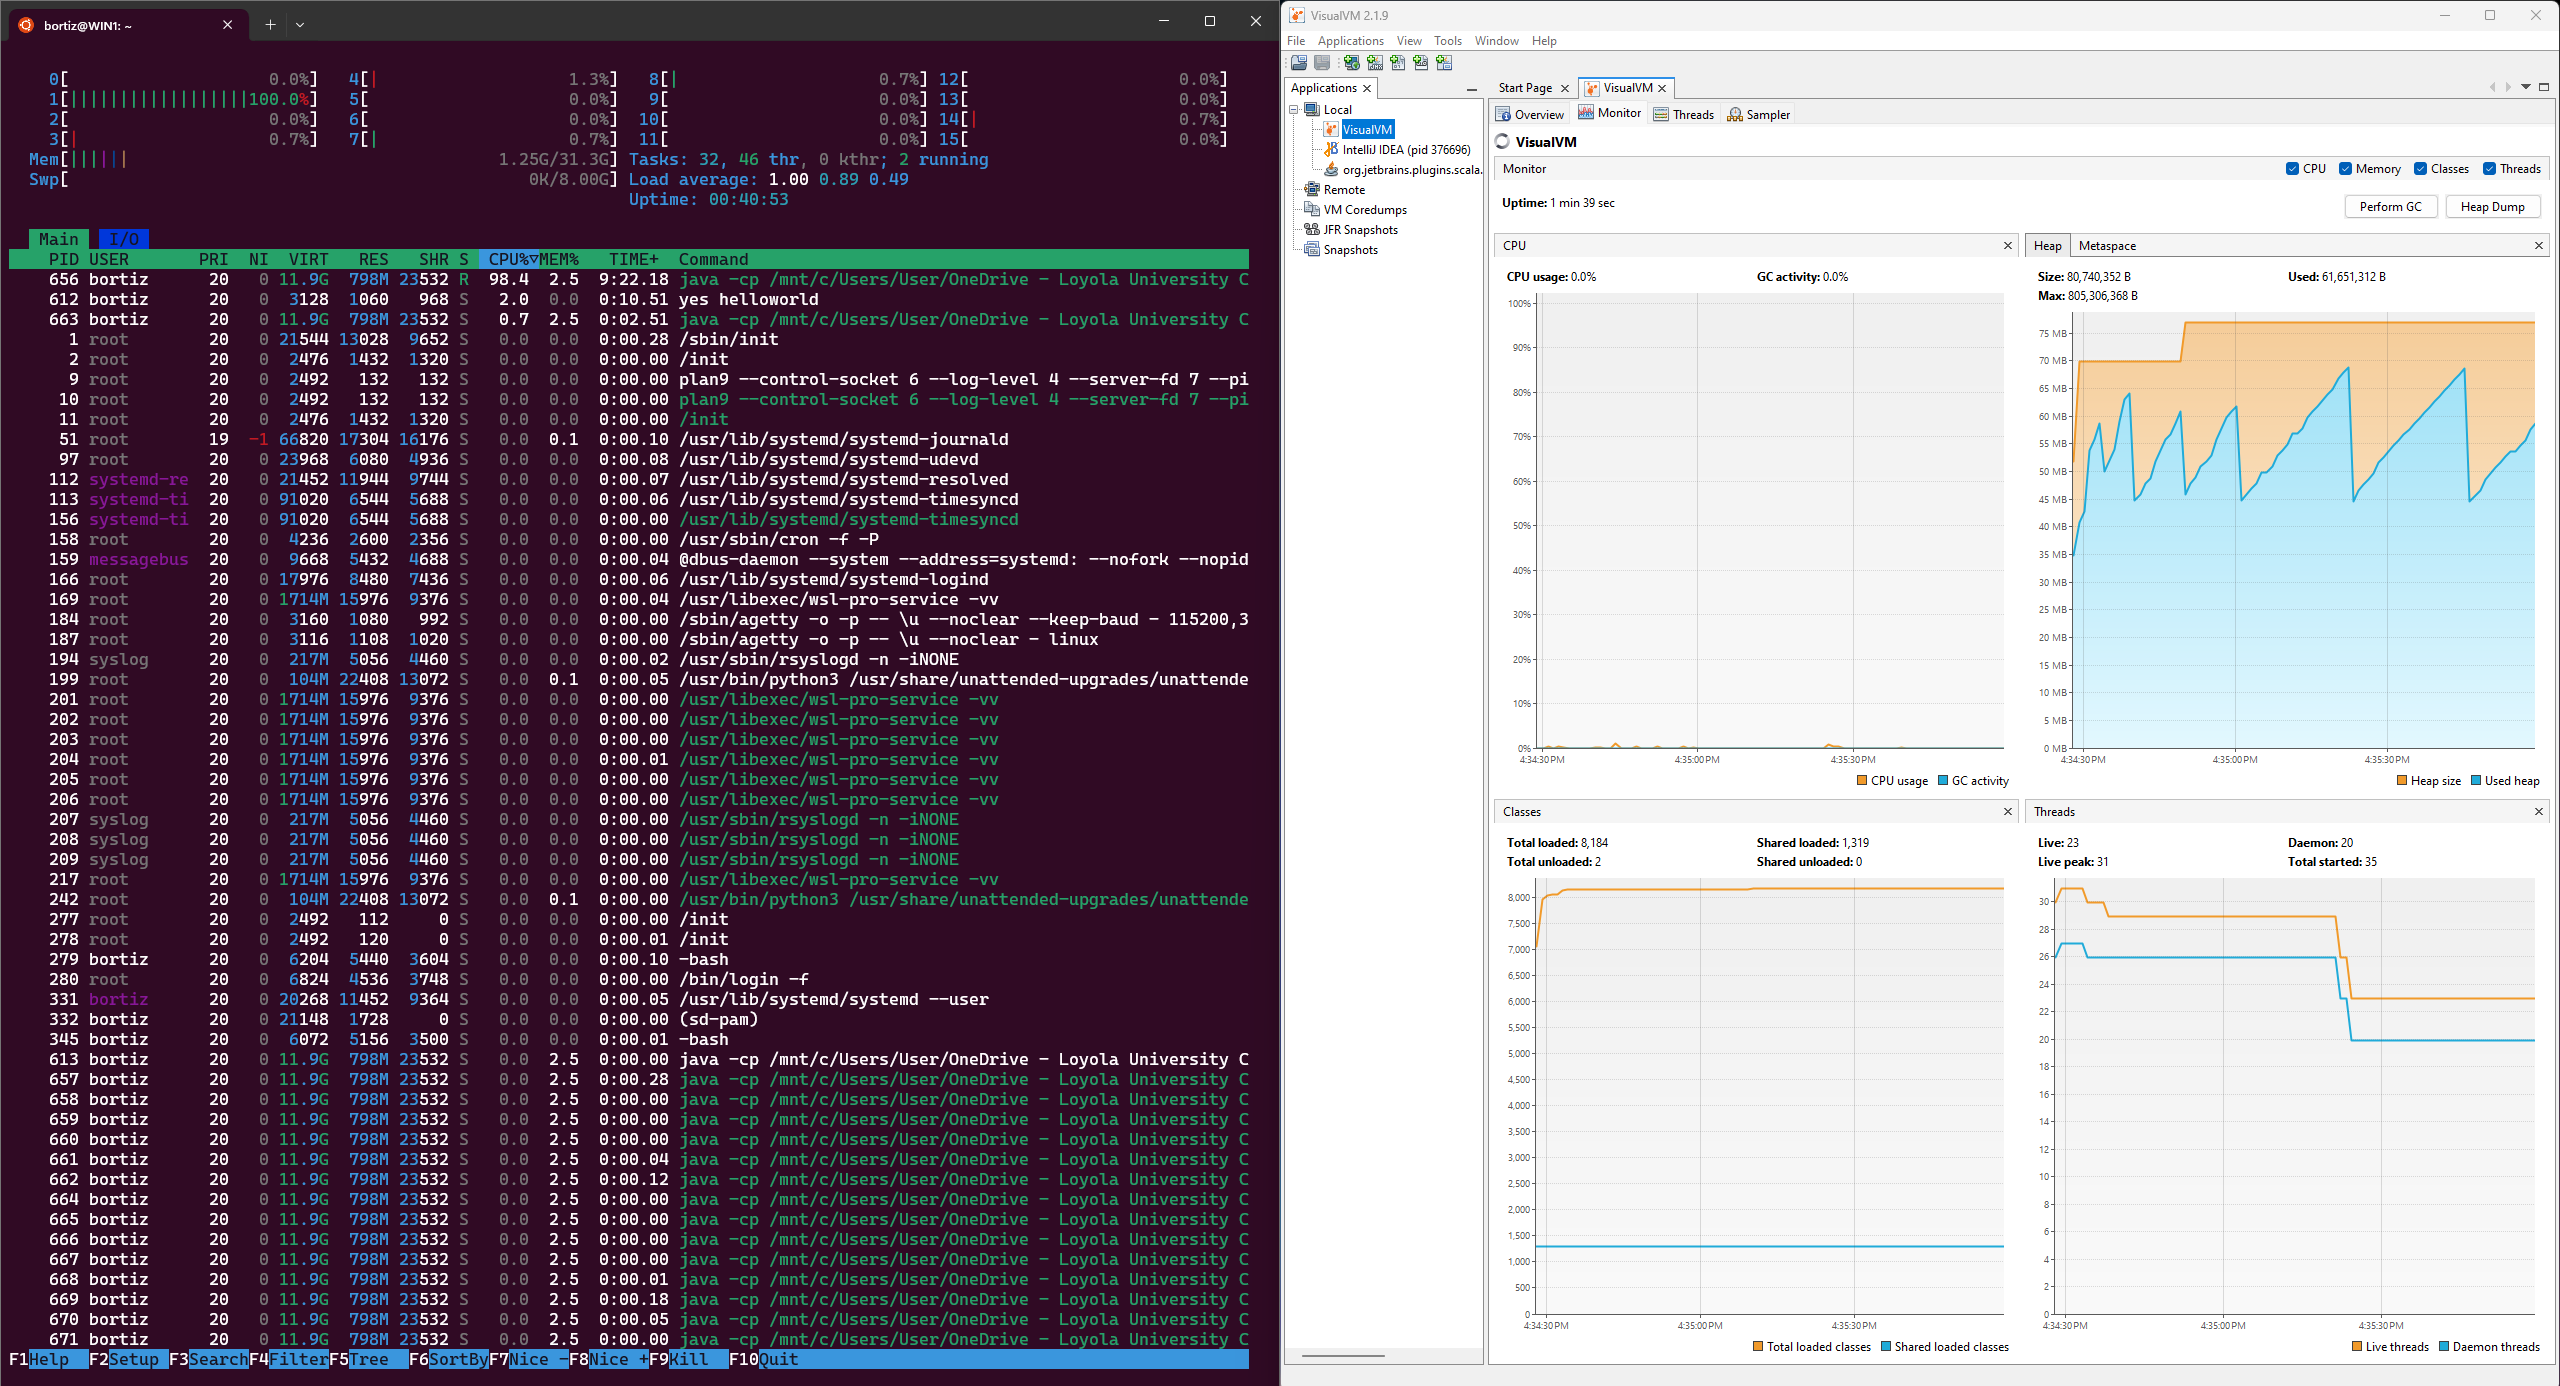 bortiz@WIN1: ~
0[ 0.0%] 4[| 1.3%] 8[| 0.7%] 12[ 0.0%]
1[||||||||||||||||||100.0%] 5[ 0.0%] 9[ 0.0%] 13[ 0.0%]
2[ 0.0%] 6[ 0.0%] 10[ 0.0%] 14[| 0.7%]
3[| 0.7%] 7[| 0.7%] 11[ 0.0%] 15[ 0.0%]
Mem[|||||| 1.25G/31.3G] Tasks: 32, 46 thr, 0 kthr; 2 running
Swp[ 0K/8.00G] Load average: 1.00 0.89 0.49
Uptime: 00:40:53
Main I/O
PID USER PRI NI VIRT RES SHR S CPU%▽MEM% TIME+ Command
656 bortiz 20 0 11.9G 798M 23532 R 98.4 2.5 9:22.18 java -cp /mnt/c/Users/User/OneDrive - Loyola University C
612 bortiz 20 0 3128 1060 968 S 2.0 0.0 0:10.51 yes helloworld
663 bortiz 20 0 11.9G 798M 23532 S 0.7 2.5 0:02.51 java -cp /mnt/c/Users/User/OneDrive - Loyola University C
1 root 20 0 21544 13028 9652 S 0.0 0.0 0:00.28 /sbin/init
2 root 20 0 2476 1432 1320 S 0.0 0.0 0:00.00 /init
9 root 20 0 2492 132 132 S 0.0 0.0 0:00.00 plan9 --control-socket 6 --log-level 4 --server-fd 7 --pi
10 root 20 0 2492 132 132 S 0.0 0.0 0:00.00 plan9 --control-socket 6 --log-level 4 --server-fd 7 --pi
11 root 20 0 2476 1432 1320 S 0.0 0.0 0:00.00 /init
51 root 19 -1 66820 17304 16176 S 0.0 0.1 0:00.10 /usr/lib/systemd/systemd-journald
97 root 20 0 23968 6080 4936 S 0.0 0.0 0:00.08 /usr/lib/systemd/systemd-udevd
112 systemd-re 20 0 21452 11944 9744 S 0.0 0.0 0:00.07 /usr/lib/systemd/systemd-resolved
113 systemd-ti 20 0 91020 6544 5688 S 0.0 0.0 0:00.06 /usr/lib/systemd/systemd-timesyncd
156 systemd-ti 20 0 91020 6544 5688 S 0.0 0.0 0:00.00 /usr/lib/systemd/systemd-timesyncd
158 root 20 0 4236 2600 2356 S 0.0 0.0 0:00.00 /usr/sbin/cron -f -P
159 messagebus 20 0 9668 5432 4688 S 0.0 0.0 0:00.04 @dbus-daemon --system --address=systemd: --nofork --nopid
166 root 20 0 17976 8480 7436 S 0.0 0.0 0:00.06 /usr/lib/systemd/systemd-logind
169 root 20 0 1714M 15976 9376 S 0.0 0.0 0:00.04 /usr/libexec/wsl-pro-service -vv
184 root 20 0 3160 1080 992 S 0.0 0.0 0:00.00 /sbin/agetty -o -p -- \u --noclear --keep-baud - 115200,3
187 root 20 0 3116 1108 1020 S 0.0 0.0 0:00.00 /sbin/agetty -o -p -- \u --noclear - linux
194 syslog 20 0 217M 5056 4460 S 0.0 0.0 0:00.02 /usr/sbin/rsyslogd -n -iNONE
199 root 20 0 104M 22408 13072 S 0.0 0.1 0:00.05 /usr/bin/python3 /usr/share/unattended-upgrades/unattende
201 root 20 0 1714M 15976 9376 S 0.0 0.0 0:00.00 /usr/libexec/wsl-pro-service -vv
202 root 20 0 1714M 15976 9376 S 0.0 0.0 0:00.00 /usr/libexec/wsl-pro-service -vv
203 root 20 0 1714M 15976 9376 S 0.0 0.0 0:00.00 /usr/libexec/wsl-pro-service -vv
204 root 20 0 1714M 15976 9376 S 0.0 0.0 0:00.01 /usr/libexec/wsl-pro-service -vv
205 root 20 0 1714M 15976 9376 S 0.0 0.0 0:00.00 /usr/libexec/wsl-pro-service -vv
206 root 20 0 1714M 15976 9376 S 0.0 0.0 0:00.00 /usr/libexec/wsl-pro-service -vv
207 syslog 20 0 217M 5056 4460 S 0.0 0.0 0:00.00 /usr/sbin/rsyslogd -n -iNONE
208 syslog 20 0 217M 5056 4460 S 0.0 0.0 0:00.00 /usr/sbin/rsyslogd -n -iNONE
209 syslog 20 0 217M 5056 4460 S 0.0 0.0 0:00.00 /usr/sbin/rsyslogd -n -iNONE
217 root 20 0 1714M 15976 9376 S 0.0 0.0 0:00.00 /usr/libexec/wsl-pro-service -vv
242 root 20 0 104M 22408 13072 S 0.0 0.1 0:00.00 /usr/bin/python3 /usr/share/unattended-upgrades/unattende
277 root 20 0 2492 112 0 S 0.0 0.0 0:00.00 /init
278 root 20 0 2492 120 0 S 0.0 0.0 0:00.01 /init
279 bortiz 20 0 6204 5440 3604 S 0.0 0.0 0:00.10 -bash
280 root 20 0 6824 4536 3748 S 0.0 0.0 0:00.00 /bin/login -f
331 bortiz 20 0 20268 11452 9364 S 0.0 0.0 0:00.05 /usr/lib/systemd/systemd --user
332 bortiz 20 0 21148 1728 0 S 0.0 0.0 0:00.00 (sd-pam)
345 bortiz 20 0 6072 5156 3500 S 0.0 0.0 0:00.01 -bash
613 bortiz 20 0 11.9G 798M 23532 S 0.0 2.5 0:00.00 java -cp /mnt/c/Users/User/OneDrive - Loyola University C
657 bortiz 20 0 11.9G 798M 23532 S 0.0 2.5 0:00.28 java -cp /mnt/c/Users/User/OneDrive - Loyola University C
658 bortiz 20 0 11.9G 798M 23532 S 0.0 2.5 0:00.00 java -cp /mnt/c/Users/User/OneDrive - Loyola University C
659 bortiz 20 0 11.9G 798M 23532 S 0.0 2.5 0:00.00 java -cp /mnt/c/Users/User/OneDrive - Loyola University C
660 bortiz 20 0 11.9G 798M 23532 S 0.0 2.5 0:00.00 java -cp /mnt/c/Users/User/OneDrive - Loyola University C
661 bortiz 20 0 11.9G 798M 23532 S 0.0 2.5 0:00.04 java -cp /mnt/c/Users/User/OneDrive - Loyola University C
662 bortiz 20 0 11.9G 798M 23532 S 0.0 2.5 0:00.12 java -cp /mnt/c/Users/User/OneDrive - Loyola University C
664 bortiz 20 0 11.9G 798M 23532 S 0.0 2.5 0:00.00 java -cp /mnt/c/Users/User/OneDrive - Loyola University C
665 bortiz 20 0 11.9G 798M 23532 S 0.0 2.5 0:00.00 java -cp /mnt/c/Users/User/OneDrive - Loyola University C
666 bortiz 20 0 11.9G 798M 23532 S 0.0 2.5 0:00.00 java -cp /mnt/c/Users/User/OneDrive - Loyola University C
667 bortiz 20 0 11.9G 798M 23532 S 0.0 2.5 0:00.00 java -cp /mnt/c/Users/User/OneDrive - Loyola University C
668 bortiz 20 0 11.9G 798M 23532 S 0.0 2.5 0:00.01 java -cp /mnt/c/Users/User/OneDrive - Loyola University C
669 bortiz 20 0 11.9G 798M 23532 S 0.0 2.5 0:00.18 java -cp /mnt/c/Users/User/OneDrive - Loyola University C
670 bortiz 20 0 11.9G 798M 23532 S 0.0 2.5 0:00.05 java -cp /mnt/c/Users/User/OneDrive - Loyola University C
671 bortiz 20 0 11.9G 798M 23532 S 0.0 2.5 0:00.00 java -cp /mnt/c/Users/User/OneDrive - Loyola University C
F1Help F2Setup F3SearchF4FilterF5Tree F6SortByF7Nice -F8Nice +F9Kill F10Quit
VisualVM 2.1.9
File Applications View Tools Window Help
Applications
Local
VisualVM
IntelliJ IDEA (pid 376696)
org.jetbrains.plugins.scala.
Remote
VM Coredumps
JFR Snapshots
Snapshots
Start Page VisualVM
Overview Monitor Threads Sampler
VisualVM
Monitor CPU Memory Classes Threads
Uptime: 1 min 39 sec Perform GC Heap Dump
CPU
CPU usage: 0.0% GC activity: 0.0%
100%
90%
80%
70%
60%
50%
40%
30%
20%
10%
0%
4:34:30 PM 4:35:00 PM 4:35:30 PM
CPU usage GC activity
Heap Metaspace
Size: 80,740,352 B Used: 61,651,312 B
Max: 805,306,368 B
75 MB
70 MB
65 MB
60 MB
55 MB
50 MB
45 MB
40 MB
35 MB
30 MB
25 MB
20 MB
15 MB
10 MB
5 MB
0 MB
4:34:30 PM 4:35:00 PM 4:35:30 PM
Heap size Used heap
Classes
Total loaded: 8,184 Shared loaded: 1,319
Total unloaded: 2 Shared unloaded: 0
8,000
7,500
7,000
6,500
6,000
5,500
5,000
4,500
4,000
3,500
3,000
2,500
2,000
1,500
1,000
500
0
4:34:30 PM 4:35:00 PM 4:35:30 PM
Total loaded classes Shared loaded classes
Threads
Live: 23 Daemon: 20
Live peak: 31 Total started: 35
30
28
26
24
22
20
18
16
14
12
10
8
6
4
2
0
4:34:30 PM 4:35:00 PM 4:35:30 PM
Live threads Daemon threads